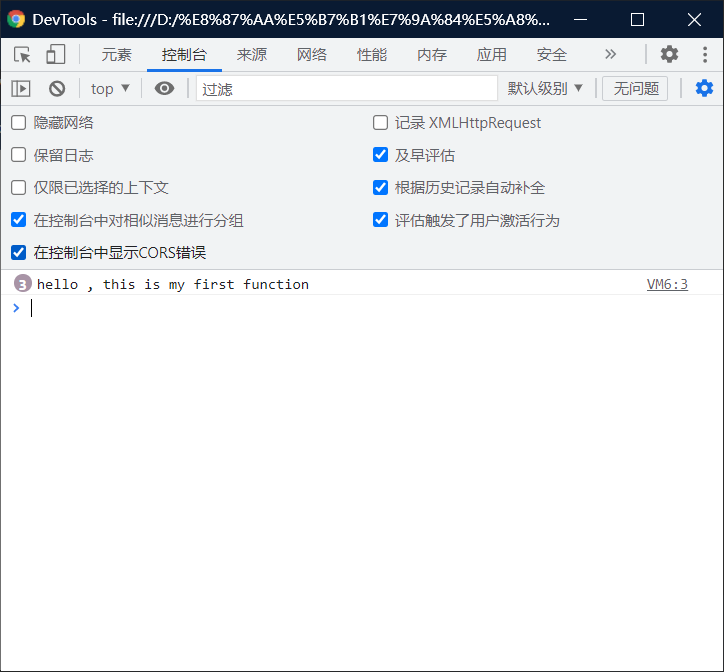 DevTools - file:///D:/%E8%87%AA%E5%B7%B1%E7%9A%84%E5%A8%...
元素 控制台 来源 网络 性能 内存 应用 安全 »
top ▼ 过滤 默认级别 ▼ 无问题
隐藏网络 记录 XMLHttpRequest
保留日志 及早评估
仅限已选择的上下文 根据历史记录自动补全
在控制台中对相似消息进行分组 评估触发了用户激活行为
在控制台中显示CORS错误
3 hello , this is my first function VM6:3
>